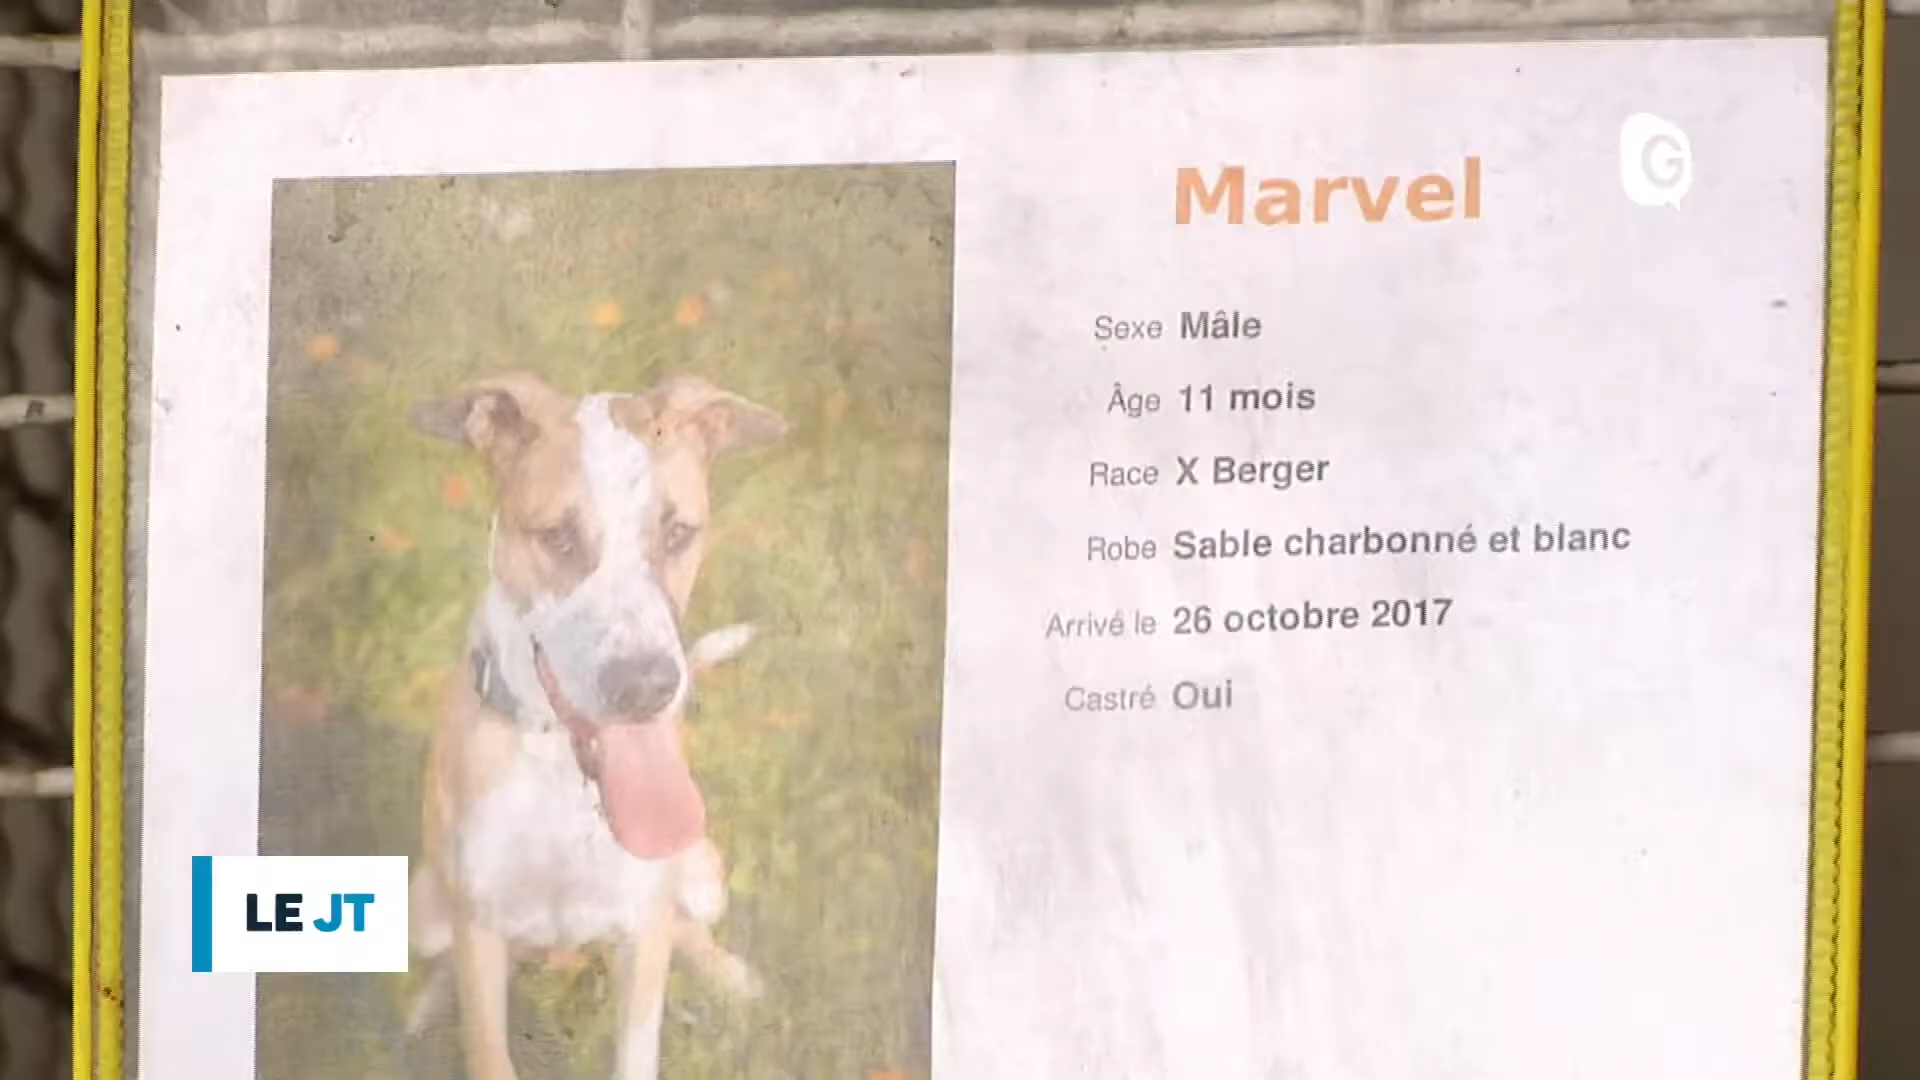 G
Marvel
Sexe Mâle
Âge 11 mois
Race X Berger
Robe Sable charbonné et blanc
Arrivé le 26 octobre 2017
Castré Oui
LE JT